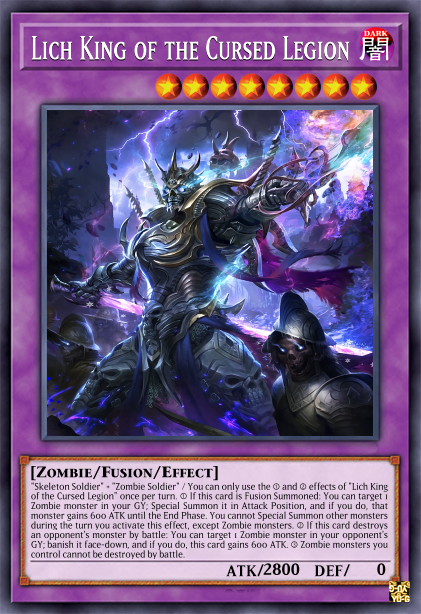 LICH KING OF THE CURSED LEGION
DARK
闇
[ZOMBIE/FUSION/EFFECT]
"Skeleton Soldier" + "Zombie Soldier" / You can only use the ① and ② effects of "Lich King
of the Cursed Legion" once per turn. ① If this card is Fusion Summoned: You can target 1
Zombie monster in your GY; Special Summon it in Attack Position, and if you do, that
monster gains 600 ATK until the End Phase. You cannot Special Summon other monsters
during the turn you activate this effect, except Zombie monsters. ② If this card destroys
an opponent's monster by battle: You can target 1 Zombie monster in your opponent's
GY; banish it face-down, and if you do, this card gains 600 ATK. ③ Zombie monsters you
control cannot be destroyed by battle.
ATK/2800 DEF/ 0